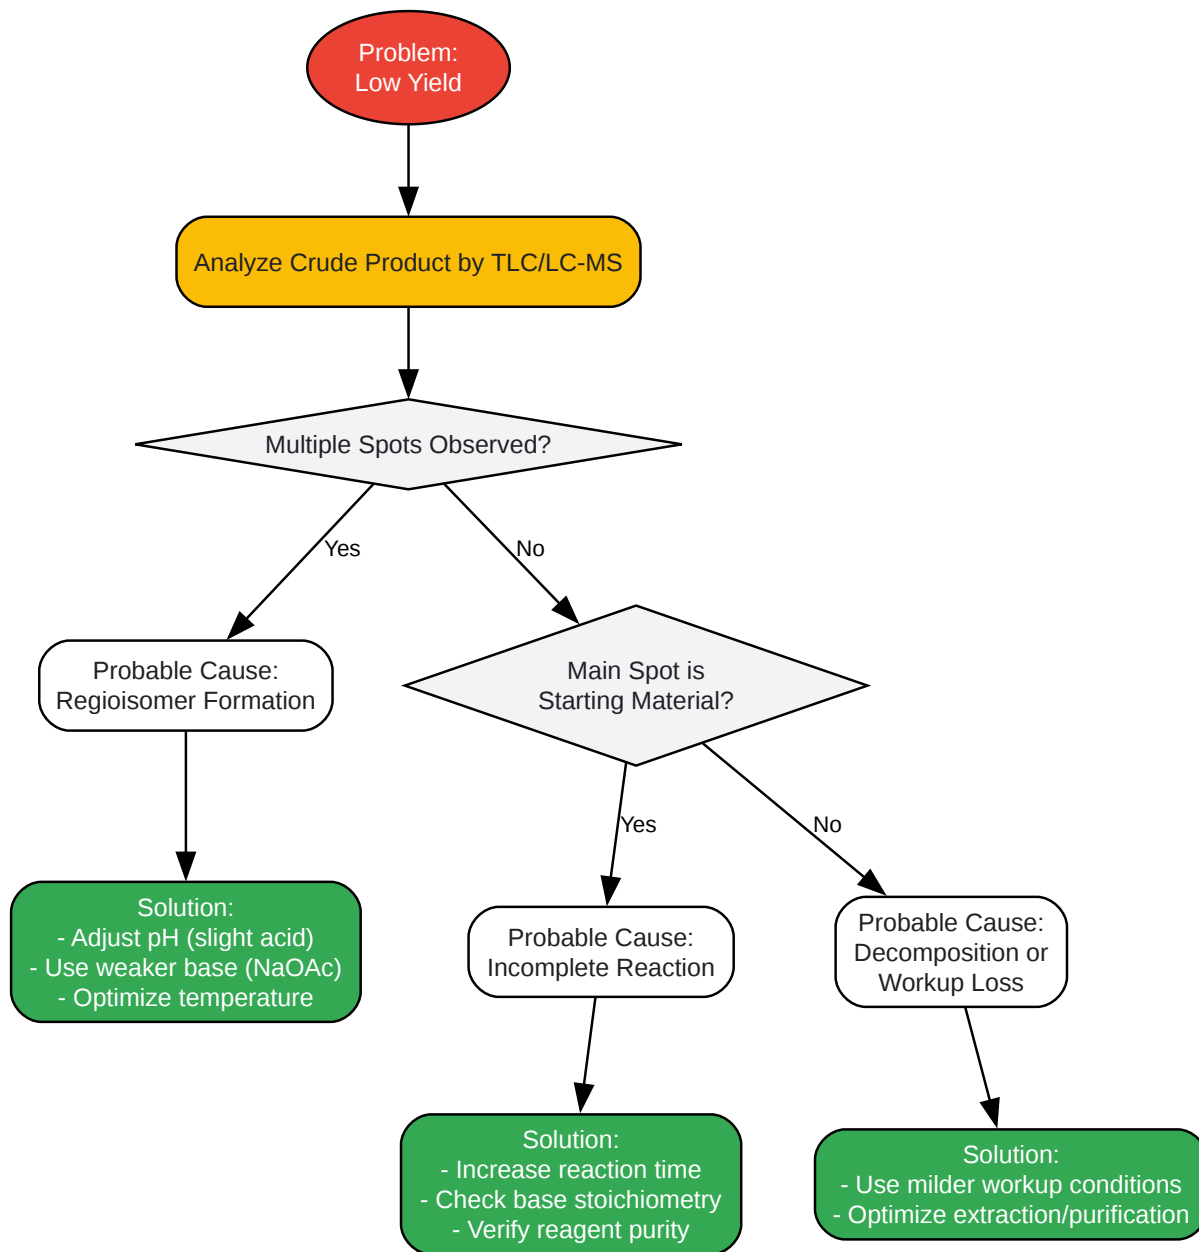 Problem:
Low Yield
Analyze Crude Product by TLC/LC-MS
Multiple Spots Observed?
Yes
No
Probable Cause:
Regioisomer Formation
Main Spot is
Starting Material?
Yes
No
Solution:
- Adjust pH (slight acid)
- Use weaker base (NaOAc)
- Optimize temperature
Probable Cause:
Incomplete Reaction
Probable Cause:
Decomposition or
Workup Loss
Solution:
- Increase reaction time
- Check base stoichiometry
- Verify reagent purity
Solution:
- Use milder workup conditions
- Optimize extraction/purification